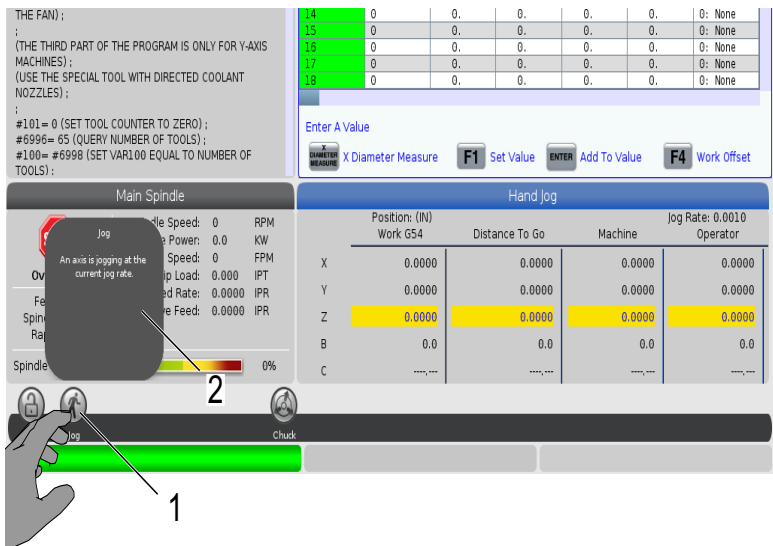 THE FAN) ;
;
(THE THIRD PART OF THE PROGRAM IS ONLY FOR Y-AXIS
MACHINES) ;
(USE THE SPECIAL TOOL WITH DIRECTED COOLANT
NOZZLES) ;
;
#101= 0 (SET TOOL COUNTER TO ZERO) ;
#6996= 65 (QUERY NUMBER OF TOOLS) ;
#100= #6998 (SET VAR100 EQUAL TO NUMBER OF
TOOLS) ;
14 0 0. 0. 0. 0. 0: None
15 0 0. 0. 0. 0. 0: None
16 0 0. 0. 0. 0. 0: None
17 0 0. 0. 0. 0. 0: None
18 0 0. 0. 0. 0. 0: None
Enter A Value
X DIAMETER MEASURE X Diameter Measure F1 Set Value ENTER Add To Value F4 Work Offset
Main Spindle
dle Speed: 0 RPM
e Power: 0.0 KW
Speed: 0 FPM
Ov ip Load: 0.000 IPT
Fe ed Rate: 0.0000 IPR
Spin ve Feed: 0.0000 IPR
Rap
Spindle 0%
Jog
An axis is jogging at the
current jog rate.
2
Hand Jog
Position: (IN) Jog Rate: 0.0010
Work G54 Distance To Go Machine Operator
X 0.0000 0.0000 0.0000 0.0000
Y 0.0000 0.0000 0.0000 0.0000
Z 0.0000 0.0000 0.0000 0.0000
B 0.0 0.0 0.0 0.0
C ----.--- ----.--- ----.--- ----.---
Jog Chuck
1